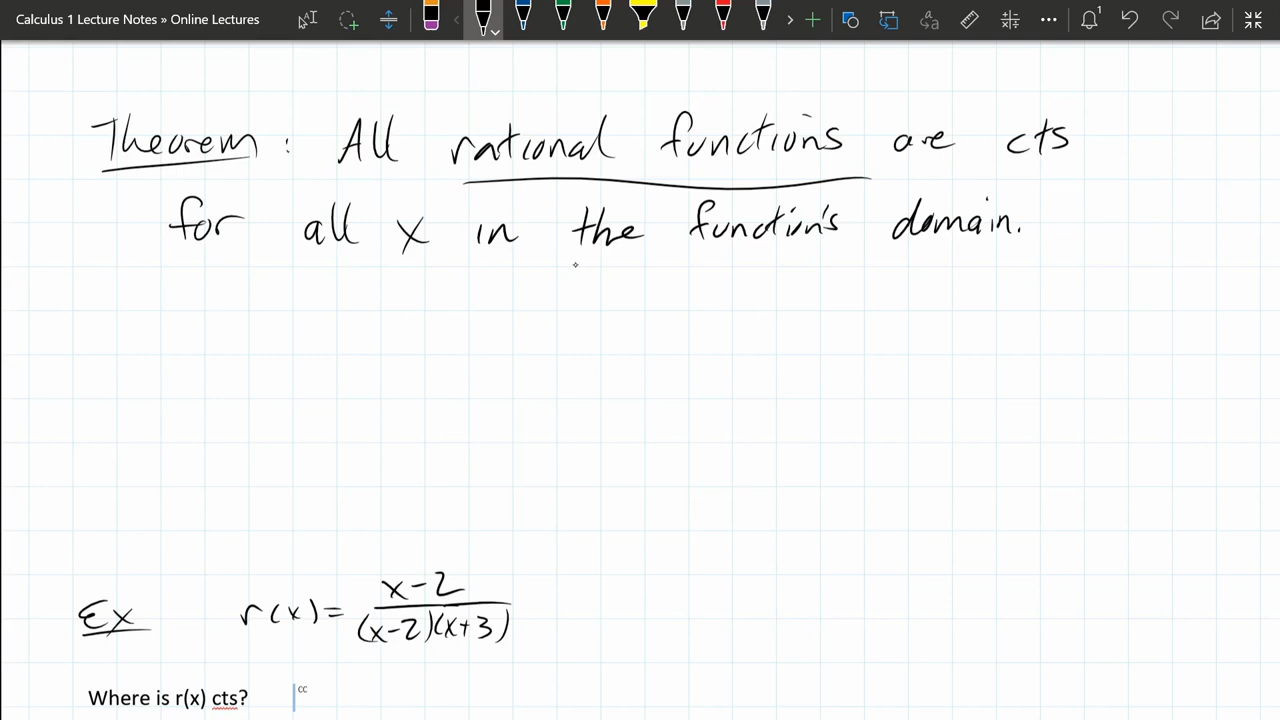 Calculus 1 Lecture Notes » Online Lectures
Theorem: All rational functions are cts
for all x in the function's domain.
Ex r(x) = x-2
(x-2)(x+3)
Where is r(x) cts? cc